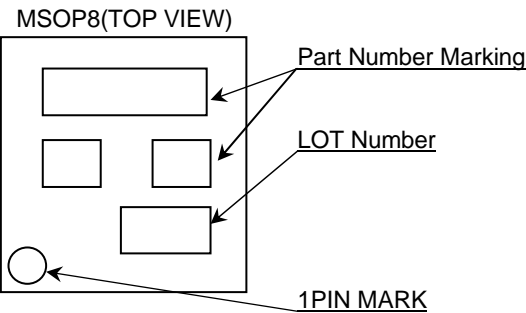 MSOP8(TOP VIEW)
Part Number Marking
LOT Number
1PIN MARK